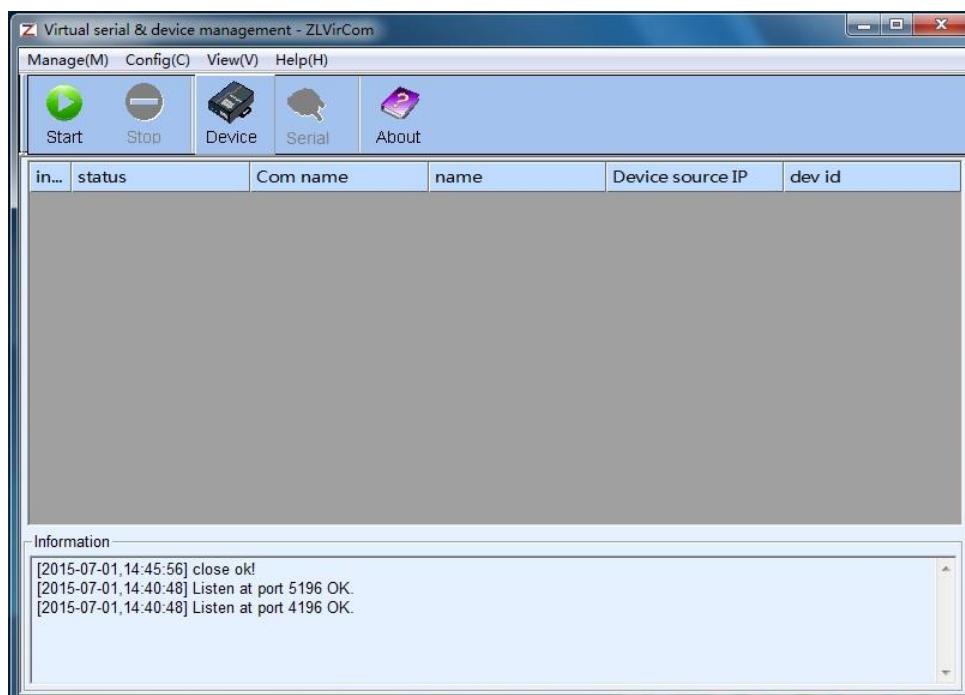 Virtual serial & device management - ZLVirCom
Manage(M) Config(C) View(V) Help(H)
Start Stop Device Serial About
in... status Com name name Device source IP dev id
Information
[2015-07-01,14:45:56] close ok!
[2015-07-01,14:40:48] Listen at port 5196 OK.
[2015-07-01,14:40:48] Listen at port 4196 OK.